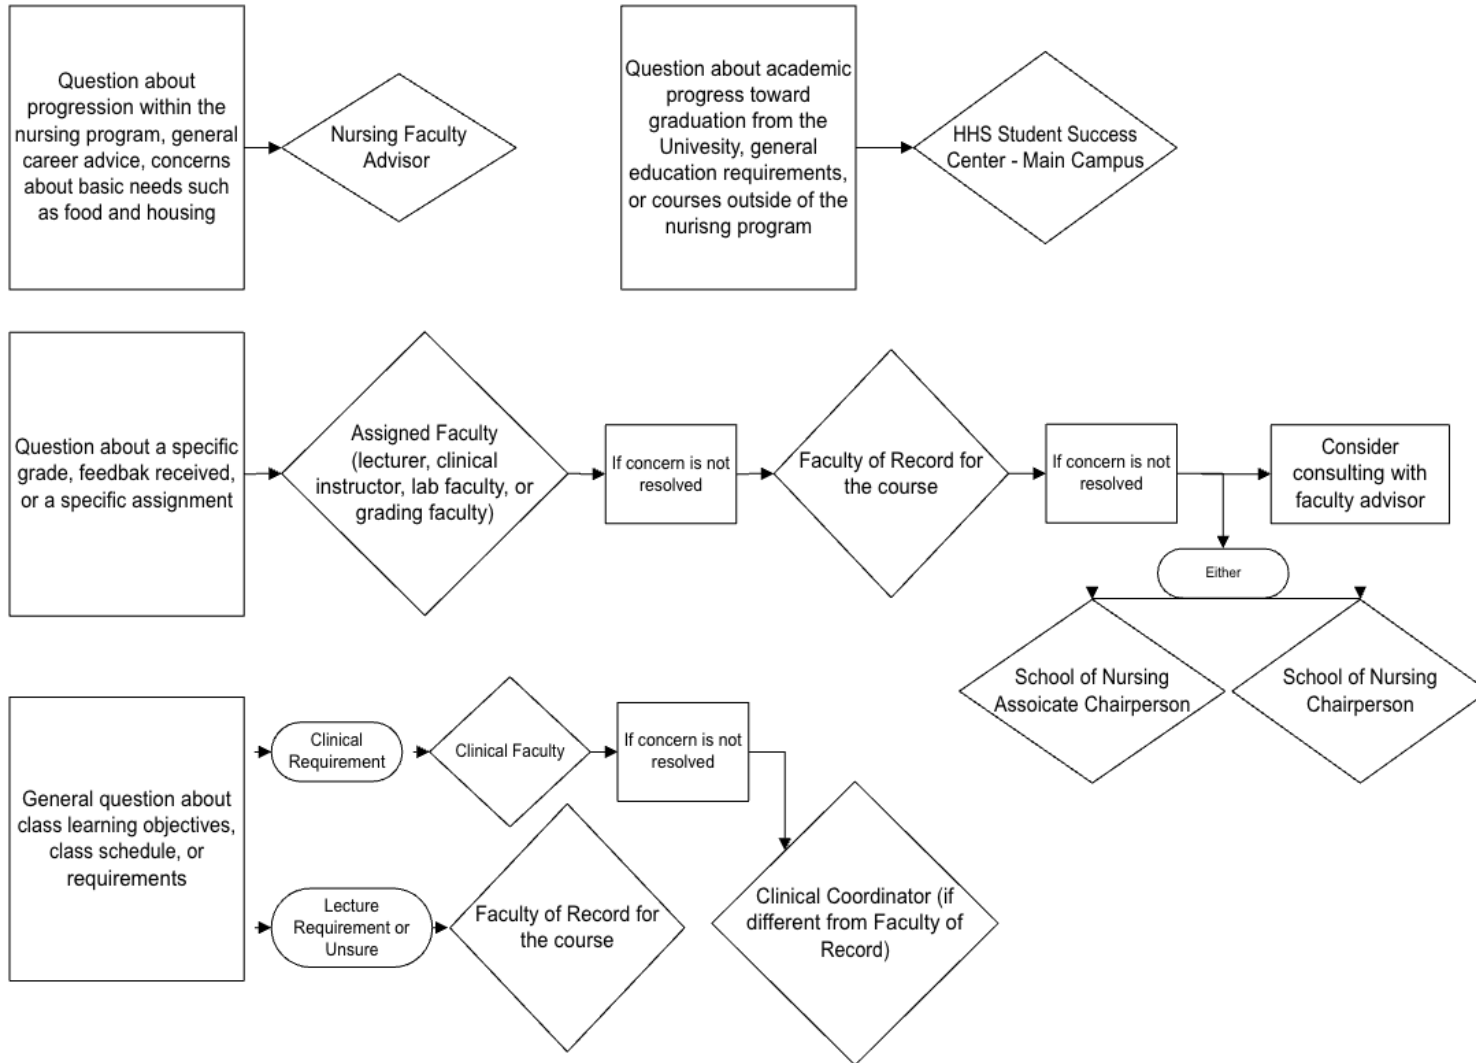 Question about
progression within the
nursing program, general
career advice, concerns
about basic needs such
as food and housing
Nursing Faculty
Advisor
Question about academic
progress toward
graduation from the
Univesity, general
education requirements,
or courses outside of the
nurisng program
HHS Student Success
Center - Main Campus
Question about a specific
grade, feedbak received,
or a specific assignment
Assigned Faculty
(lecturer, clinical
instructor, lab faculty, or
grading faculty)
If concern is not
resolved
Faculty of Record for
the course
If concern is not
resolved
Consider
consulting with
faculty advisor
Either
School of Nursing
Assoicate Chairperson
School of Nursing
Chairperson
General question about
class learning objectives,
class schedule, or
requirements
Clinical
Requirement
Clinical Faculty
If concern is not
resolved
Clinical Coordinator (if
different from Faculty of
Record)
Lecture
Requirement or
Unsure
Faculty of Record for
the course